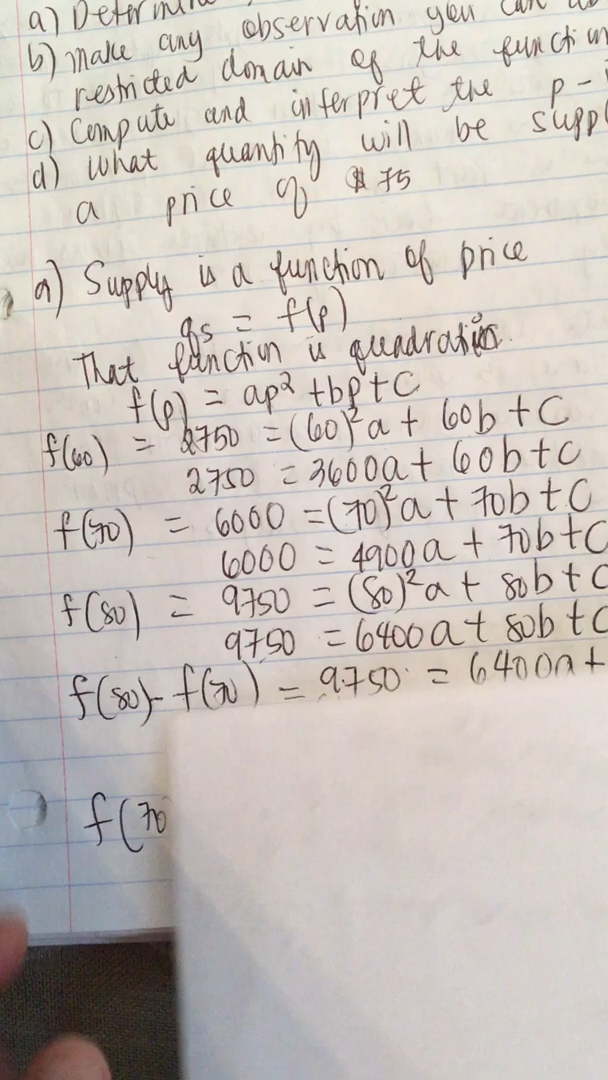 a) Determine
b) make any observation you can
restricted domain of the function
c) Compute and interpret the p -
d) what quantity will be suppl
a price of $ 75
a) Supply is a function of price
qs = f(p)
That function is quadratic.
f(p) = ap² + bp + C
f(60) = 2750 = (60)²a + 60b + C
2750 = 3600a + 60b + C
f(70) = 6000 = (70)²a + 70b + C
6000 = 4900a + 70b + C
f(80) = 9750 = (80)²a + 80b + C
9750 = 6400a + 80b + C
f(80) - f(70) = 9750 = 6400a +
f(70